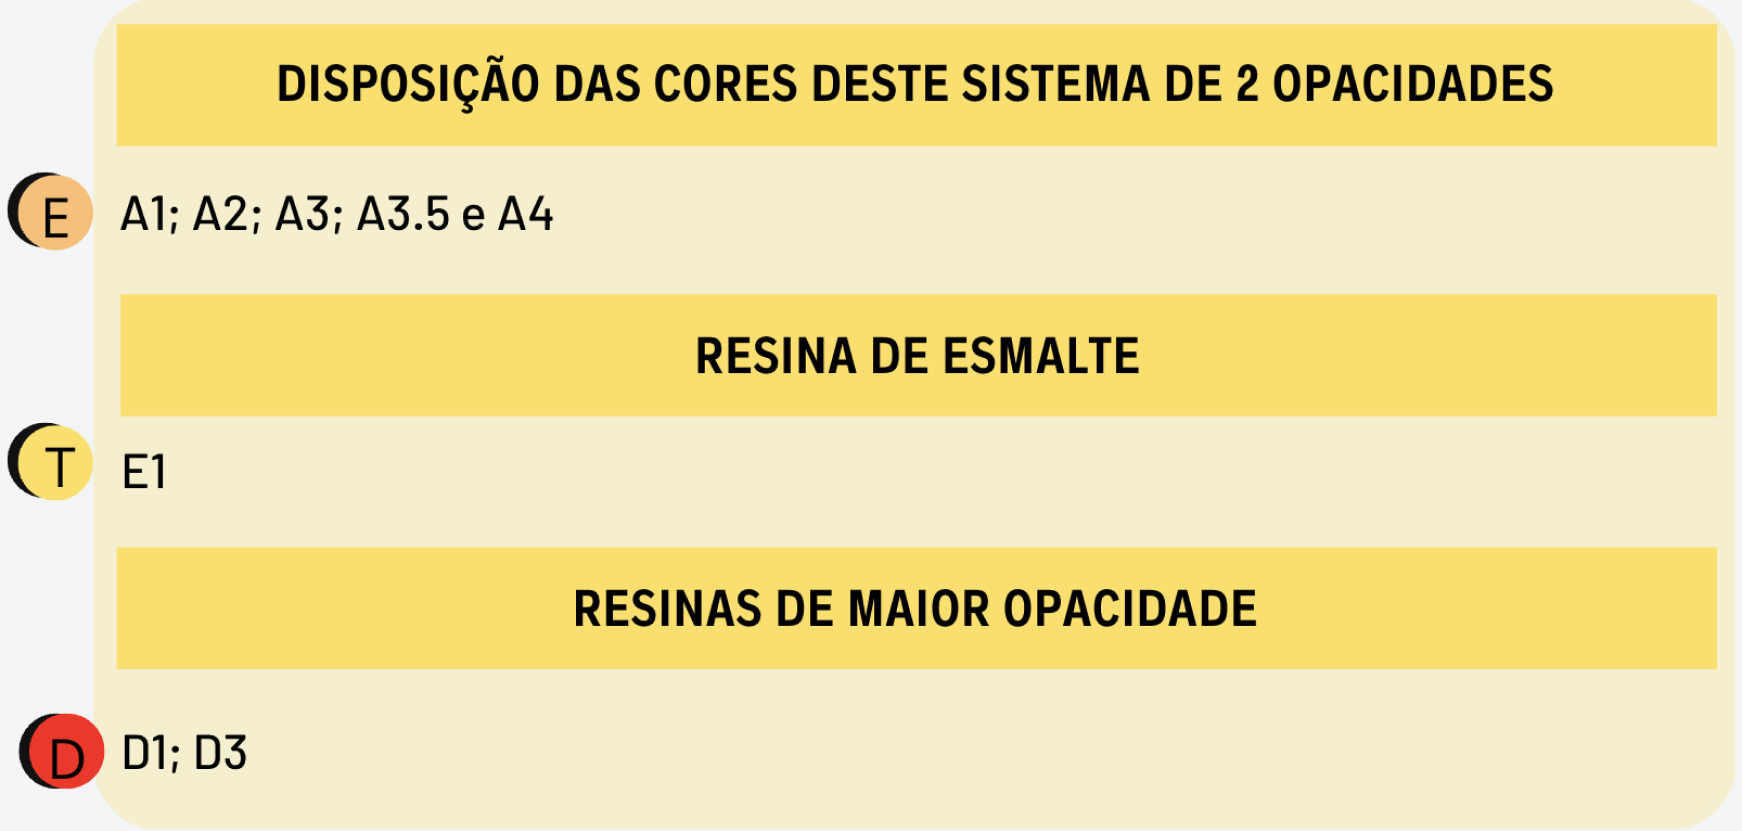 DISPOSIÇÃO DAS CORES DESTE SISTEMA DE 2 OPACIDADES
E A1; A2; A3; A3.5 e A4
RESINA DE ESMALTE
T E1
RESINAS DE MAIOR OPACIDADE
D D1; D3